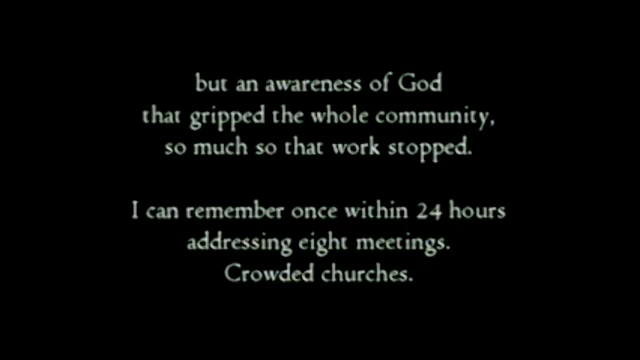 but an awareness of God
that gripped the whole community,
so much so that work stopped.
I can remember once within 24 hours
addressing eight meetings.
Crowded churches.